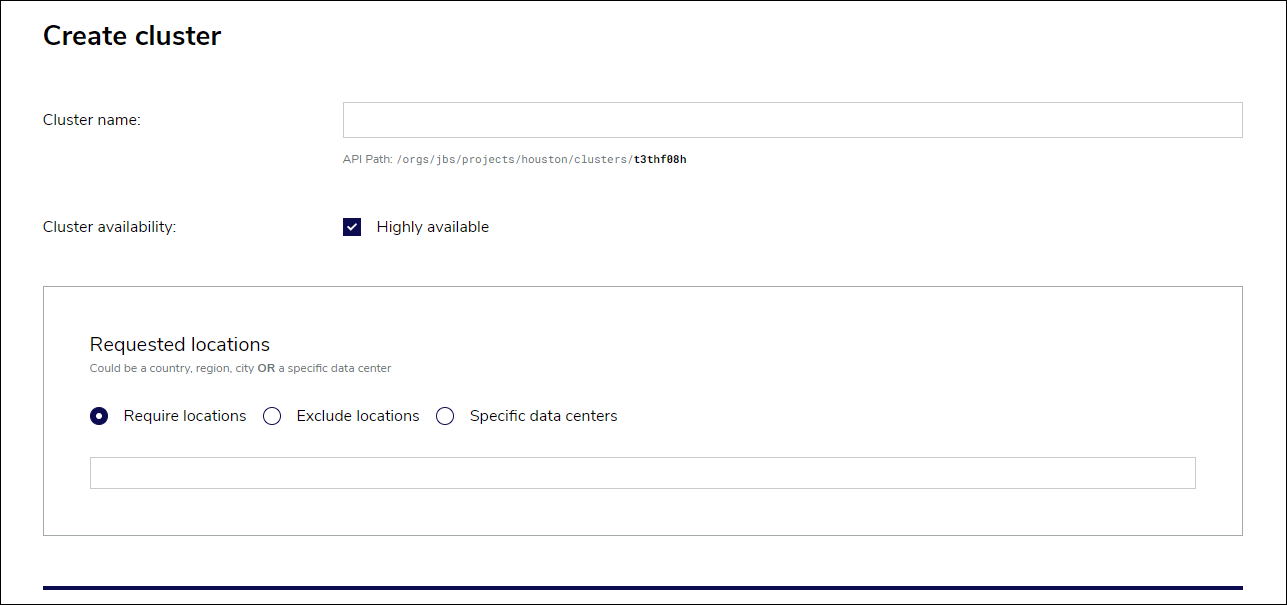 Create cluster
Cluster name:
API Path: /orgs/jbs/projects/houston/clusters/t3thf08h
Cluster availability: Highly available
Requested locations
Could be a country, region, city OR a specific data center
Require locations Exclude locations Specific data centers